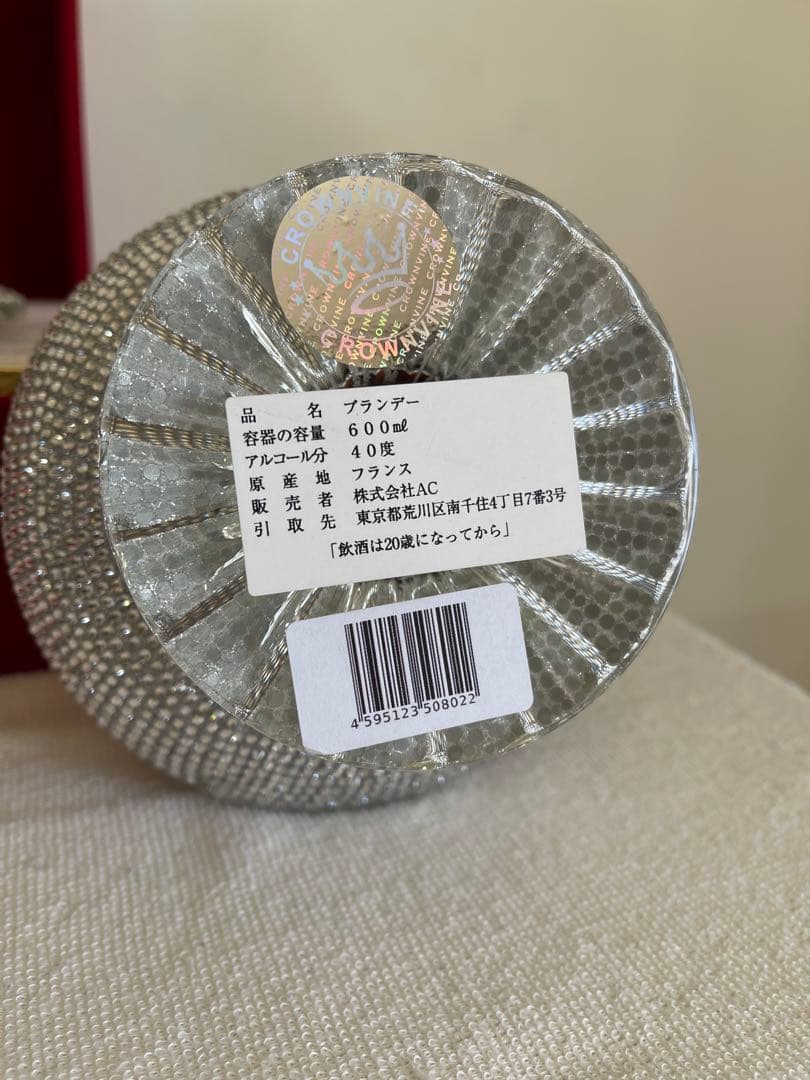 CROWNVINE
CROWNVINE
品名 ブランデー
容器の容量 600㎖
アルコール分 40度
原産地 フランス
販売者 株式会社AC
引取先 東京都荒川区南千住4丁目7番3号
「飲酒は20歳になってから」
4595123508022